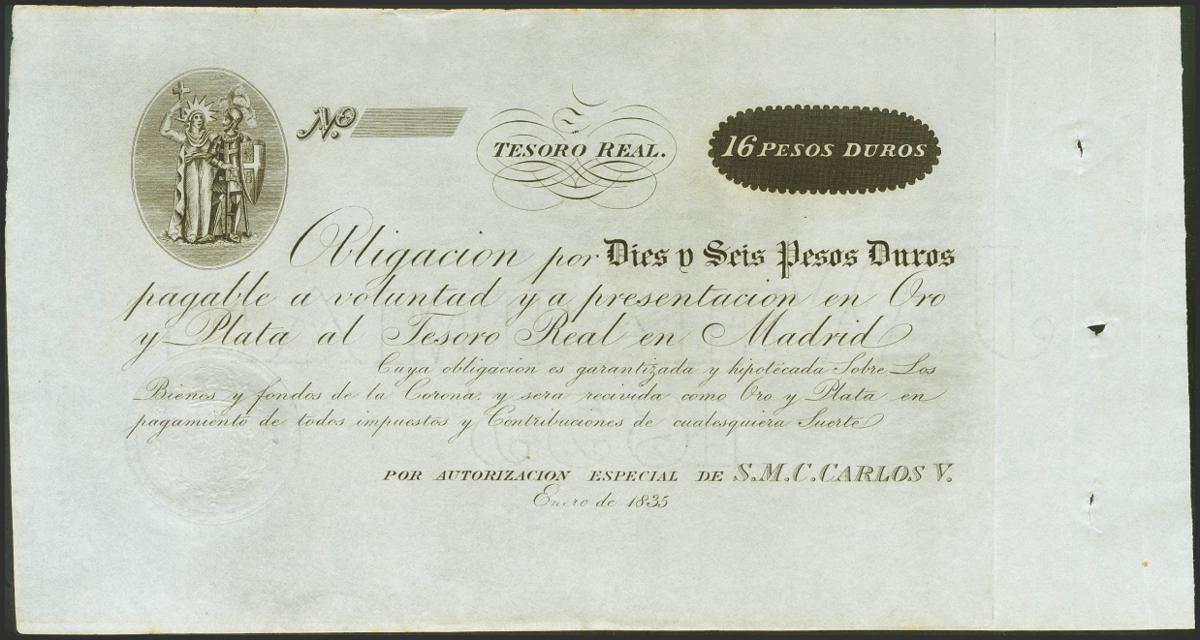 No.
TESORO REAL.
16 PESOS DUROS
Obligacion por Dies y Seis Pesos Duros
pagable a voluntad y a presentacion en Oro
y Plata al Tesoro Real en Madrid
Cuya obligacion es garantizada y hipotécada Sobre Los
Bienes y fondos de la Corona, y sera recivida como Oro y Plata en
pagamiento de todos impuestos y Contribuciones de cualesquiera Suerte
POR AUTORIZACION ESPECIAL DE S.M.C. CARLOS V.
Enero de 1835